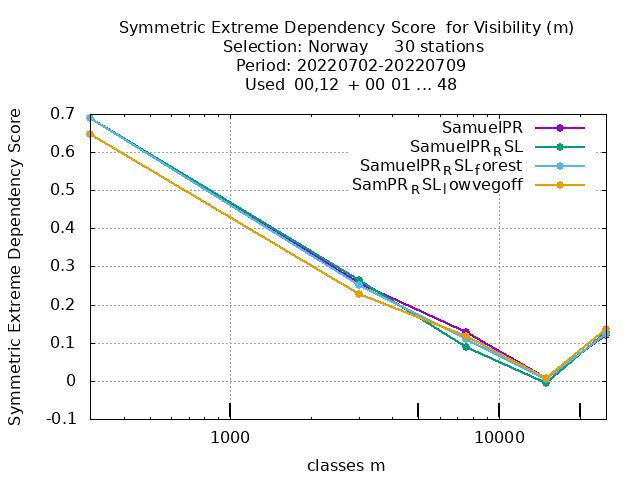 Symmetric Extreme Dependency Score for Visibility (m)
Selection: Norway 30 stations
Period: 20220702-20220709
Used 00,12 + 00 01 ... 48
Symmetric Extreme Dependency Score
0.7
0.6
0.5
0.4
0.3
0.2
0.1
0
-0.1
SamuelPR
SamuelPR_RSL
SamuelPR_RSL_forest
SamPR_RSL_lowvegoff
1000
10000
classes m